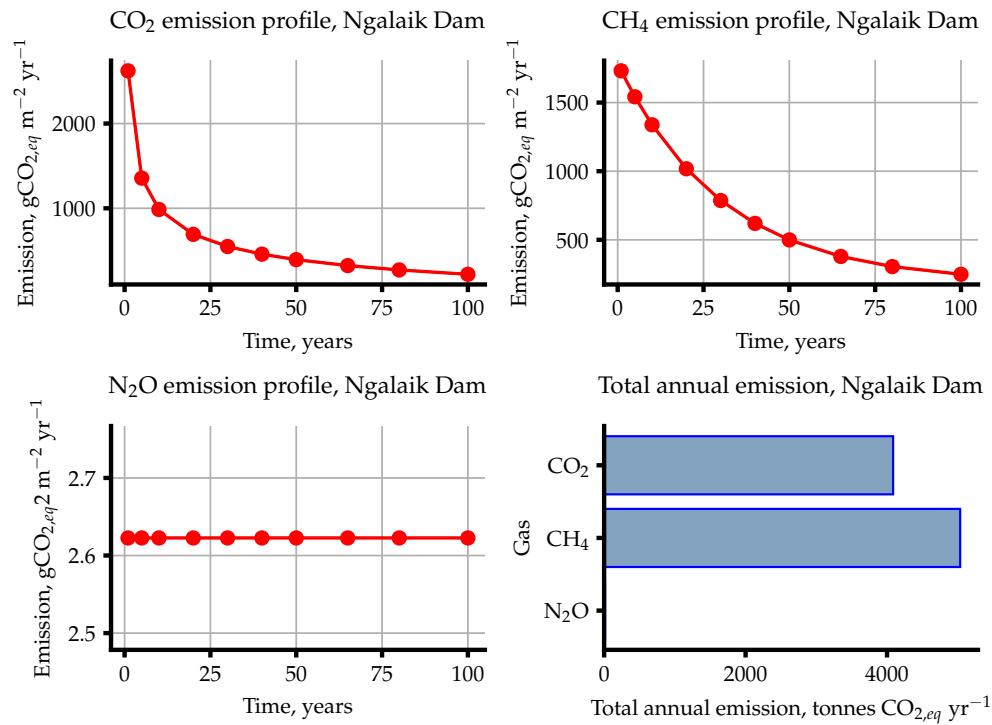 CO₂ emission profile, Ngalaik Dam
Emission, gCO₂,eq m⁻² yr⁻¹
2000
1000
0 25 50 75 100
Time, years
CH₄ emission profile, Ngalaik Dam
Emission, gCO₂,eq m⁻² yr⁻¹
1500
1000
500
0 25 50 75 100
Time, years
N₂O emission profile, Ngalaik Dam
Emission, gCO₂,eq2 m⁻² yr⁻¹
2.7
2.6
2.5
0 25 50 75 100
Time, years
Total annual emission, Ngalaik Dam
Gas
CO₂
CH₄
N₂O
0 2000 4000
Total annual emission, tonnes CO₂,eq yr⁻¹